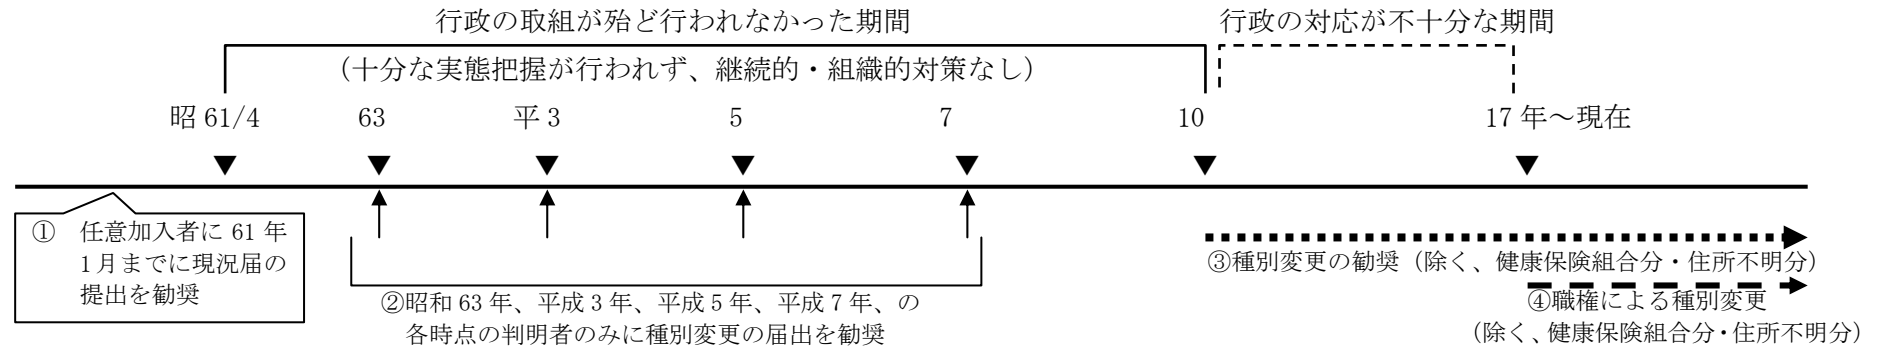 行政の取組が殆ど行われなかった期間
行政の対応が不十分な期間
（十分な実態把握が行われず、継続的・組織的対策なし）
昭 61/4 63 平 3 5 7 10 17 年～現在
① 任意加入者に 61 年
1月までに現況届の
提出を勧奨
②昭和 63 年、平成 3 年、平成 5 年、平成 7 年、の
各時点の判明者のみに種別変更の届出を勧奨
③種別変更の勧奨（除く、健康保険組合分・住所不明分）
④職権による種別変更
（除く、健康保険組合分・住所不明分）